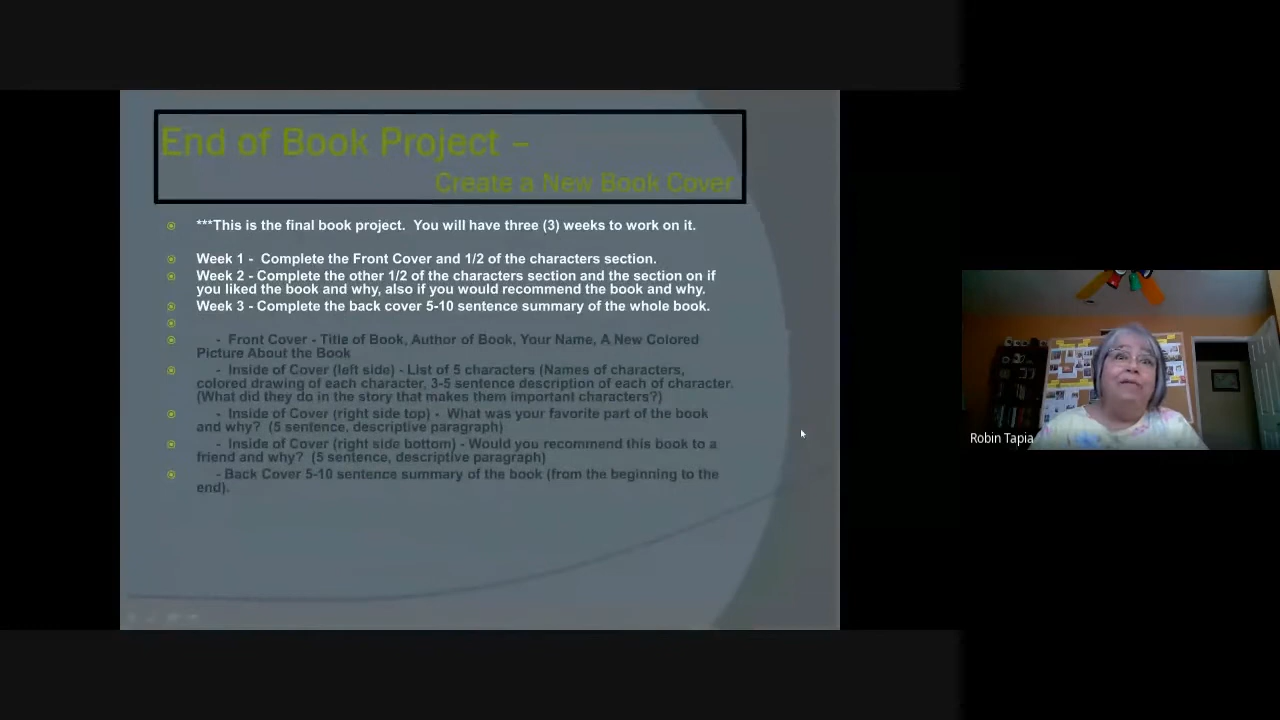 End of Book Project –
Create a New Book Cover
***This is the final book project. You will have three (3) weeks to work on it.
Week 1 - Complete the Front Cover and 1/2 of the characters section.
Week 2 - Complete the other 1/2 of the characters section and the section on if
you liked the book and why, also if you would recommend the book and why.
Week 3 - Complete the back cover 5-10 sentence summary of the whole book.
- Front Cover - Title of Book, Author of Book, Your Name, A New Colored
Picture About the Book
- Inside of Cover (left side) - List of 5 characters (Names of characters,
colored drawing of each character, 3-5 sentence description of each of character.
(What did they do in the story that makes them important characters?)
- Inside of Cover (right side top) - What was your favorite part of the book
and why? (5 sentence, descriptive paragraph)
- Inside of Cover (right side bottom) - Would you recommend this book to a
friend and why? (5 sentence, descriptive paragraph)
- Back Cover 5-10 sentence summary of the book (from the beginning to the
end).
Robin Tapia